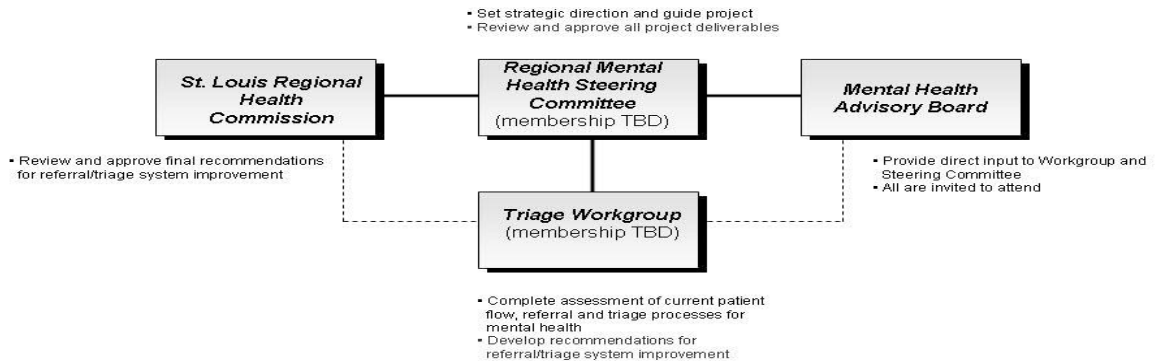 ▪ Set strategic direction and guide project
▪ Review and approve all project deliverables
St. Louis Regional
Health
Commission
Regional Mental
Health Steering
Committee
(membership TBD)
Mental Health
Advisory Board
▪ Review and approve final recommendations
for referral/triage system improvement
▪ Provide direct input to Workgroup and
Steering Committee
▪ All are invited to attend
Triage Workgroup
(membership TBD)
▪ Complete assessment of current patient
flow, referral and triage processes for
mental health
▪ Develop recommendations for
referral/triage system improvement